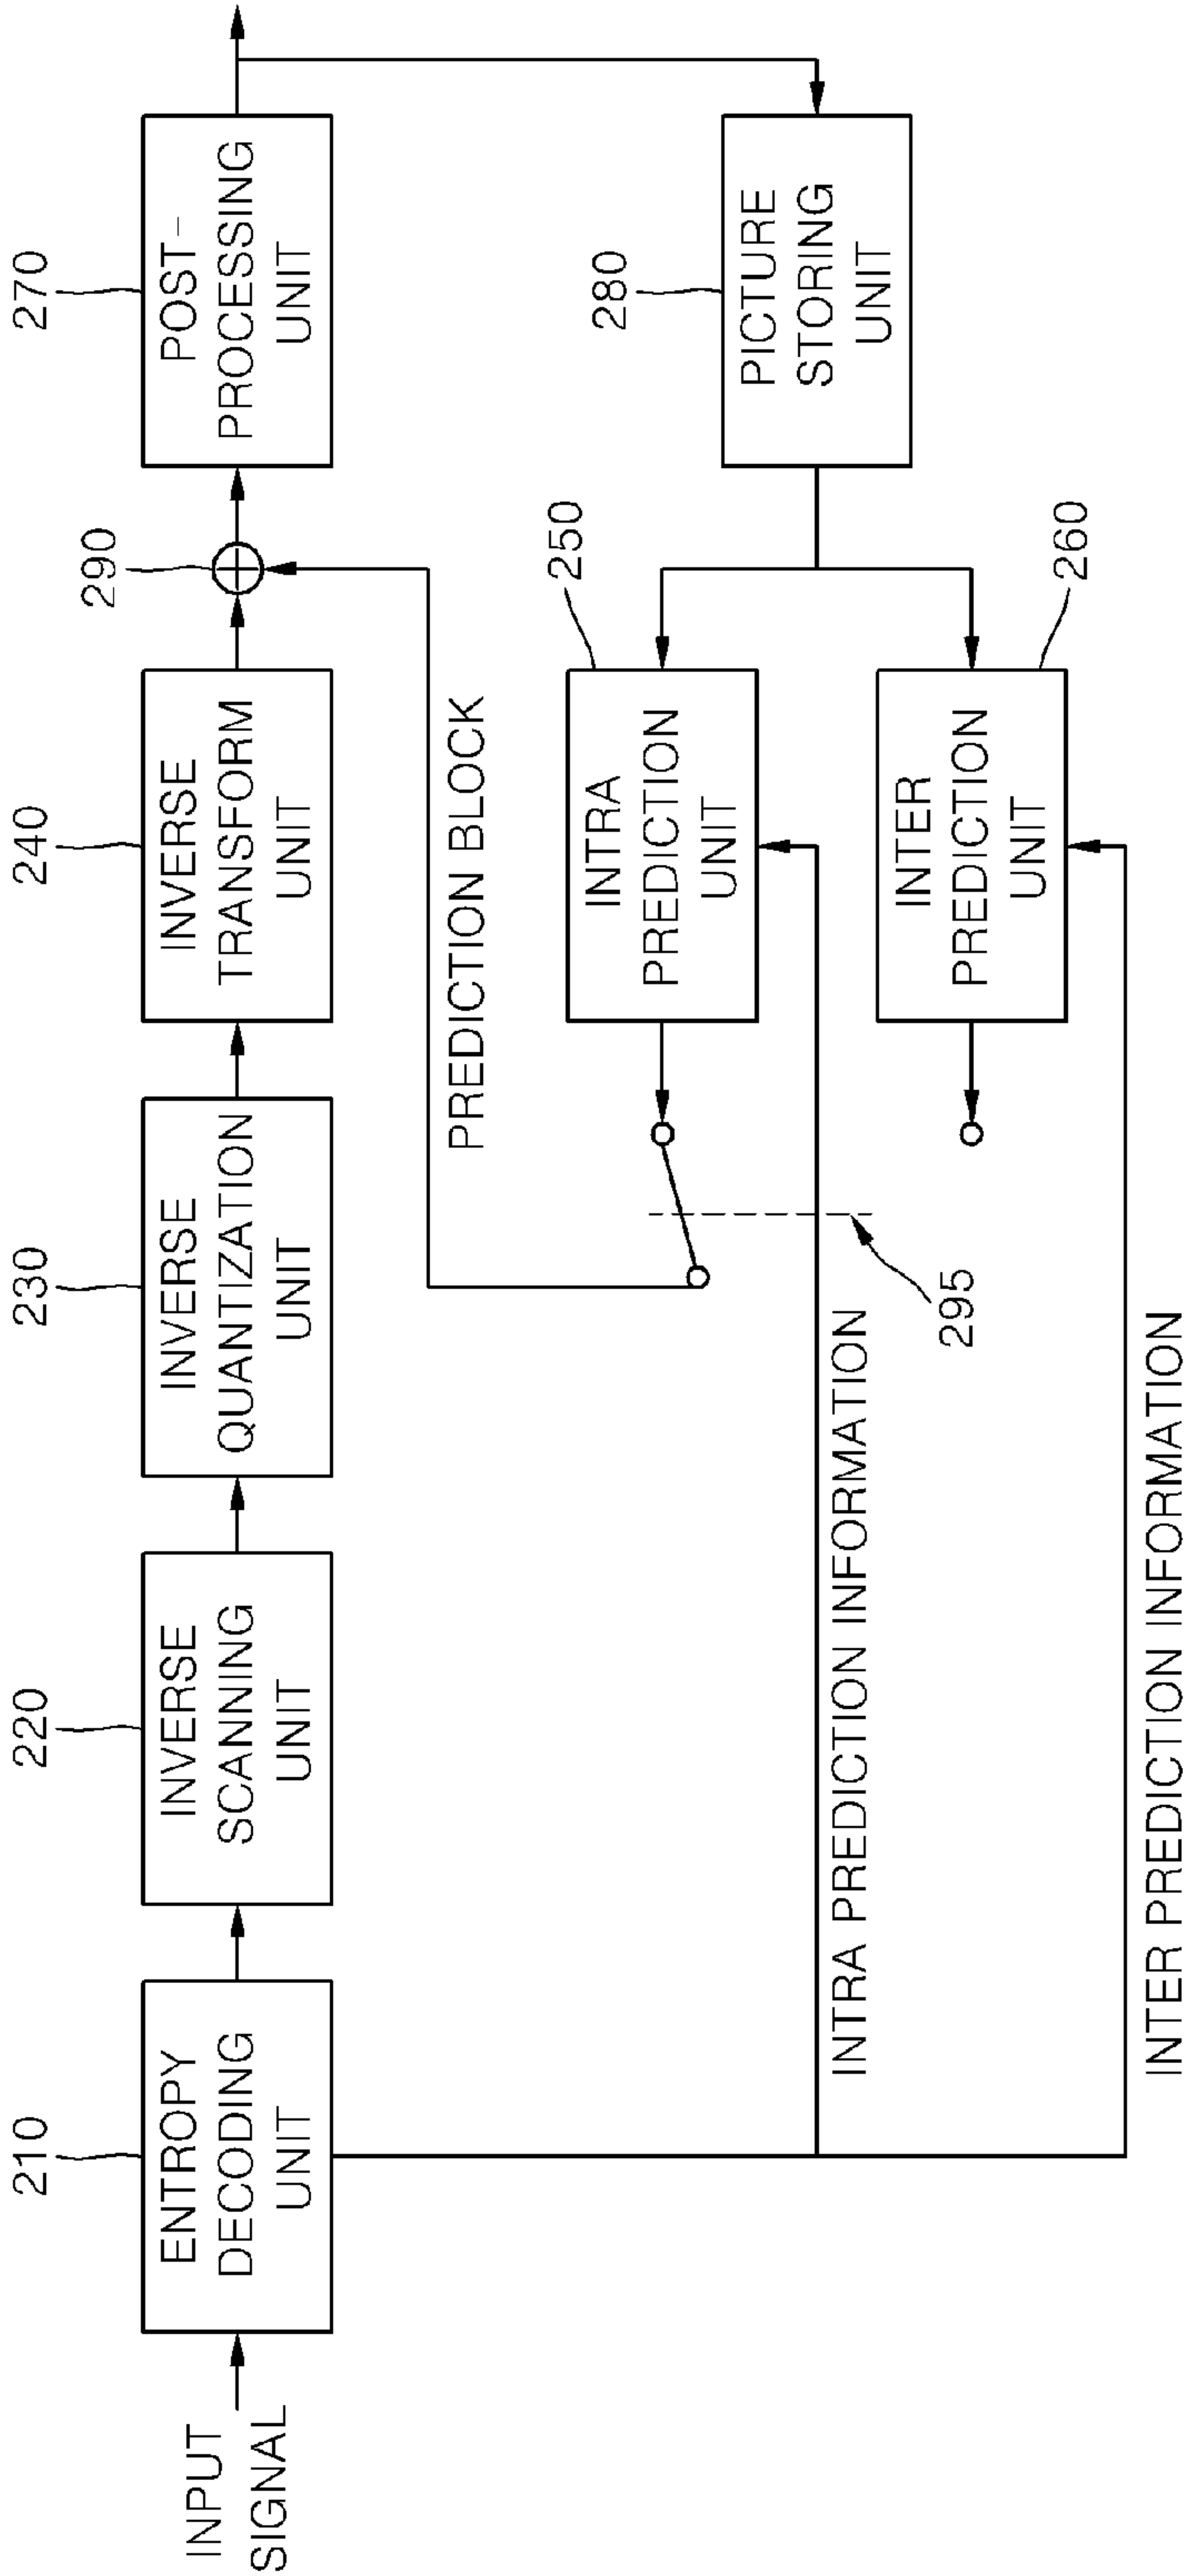 210
220
230
240
290
270
INPUT
SIGNAL
ENTROPY
DECODING
UNIT
INVERSE
SCANNING
UNIT
INVERSE
QUANTIZATION
UNIT
INVERSE
TRANSFORM
UNIT
POST-
PROCESSING
UNIT
PREDICTION BLOCK
250
280
INTRA
PREDICTION
UNIT
PICTURE
STORING
UNIT
INTRA PREDICTION INFORMATION
295
260
INTER
PREDICTION
UNIT
INTER PREDICTION INFORMATION